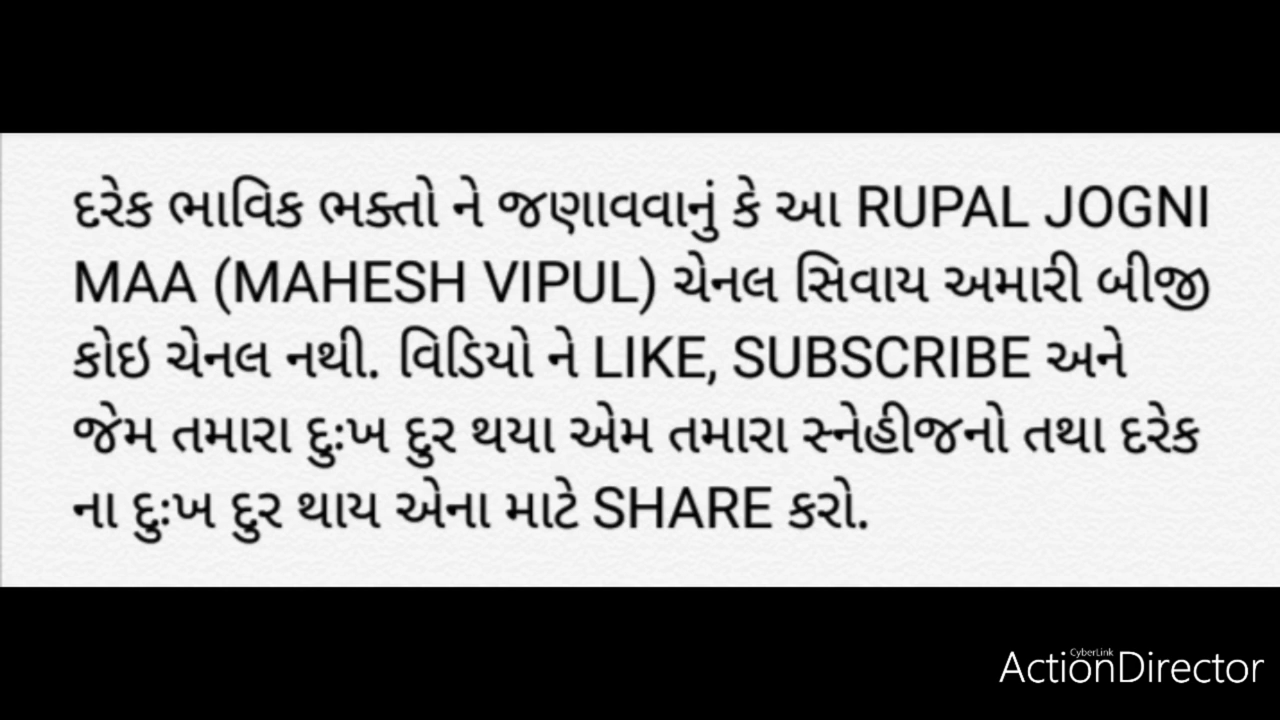 દરેક ભાવિક ભક્તો ને જણાવવાનું કે આ RUPAL JOGNI
MAA (MAHESH VIPUL) ચેનલ સિવાય અમારી બીજી
કોઇ ચેનલ નથી. વિડિયો ને LIKE, SUBSCRIBE અને
જેમ તમારા દુઃખ દુર થયા એમ તમારા સ્નેહીજનો તથા દરેક
ના દુઃખ દુર થાય એના માટે SHARE કરો.
CyberLink
ActionDirector